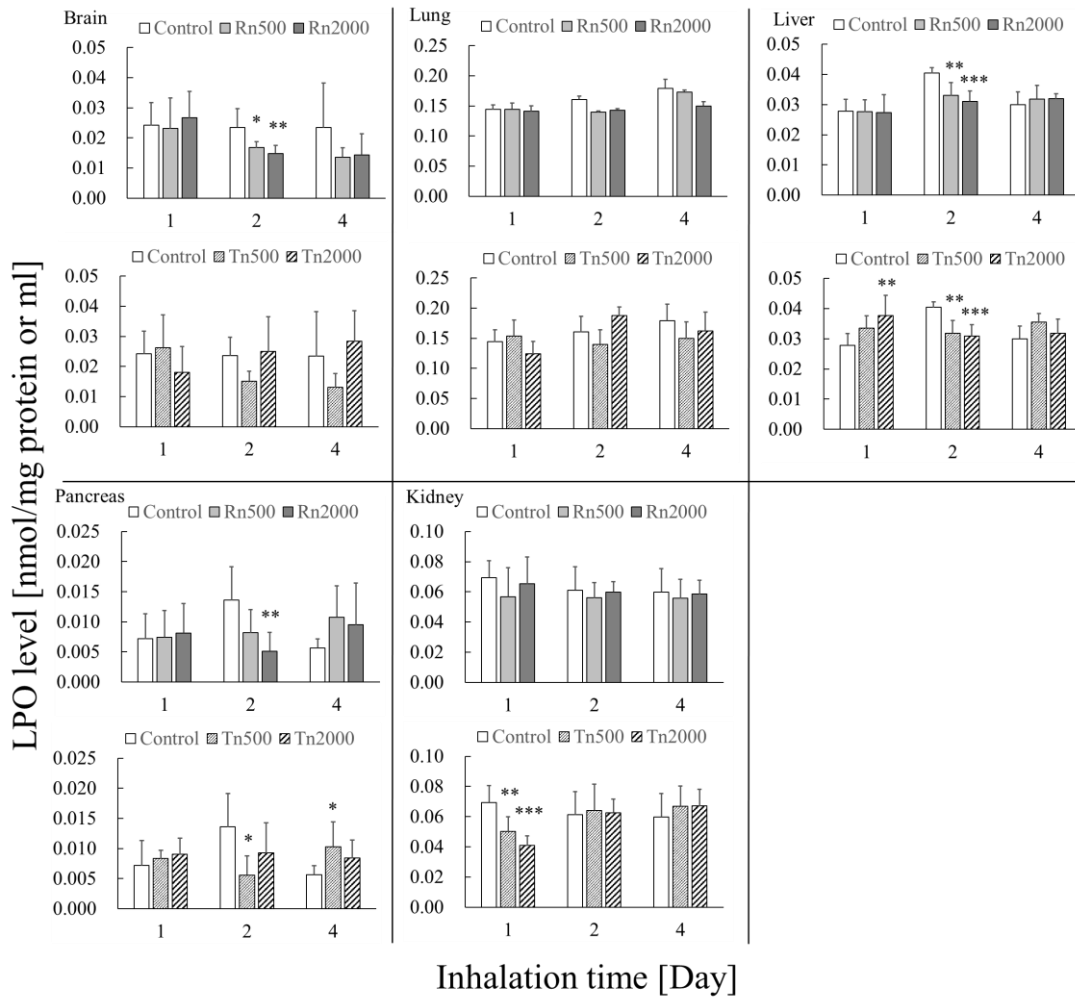 LPO level [nmol/mg protein or ml]
Brain
Control Rn500 Rn2000
0.05
0.04
0.03
0.02
0.01
0.00
* **
1 2 4
Control Tn500 Tn2000
0.05
0.04
0.03
0.02
0.01
0.00
1 2 4
Lung
Control Rn500 Rn2000
0.25
0.20
0.15
0.10
0.05
0.00
1 2 4
Control Tn500 Tn2000
0.25
0.20
0.15
0.10
0.05
0.00
1 2 4
Liver
Control Rn500 Rn2000
0.05
0.04
0.03
0.02
0.01
0.00
** ***
1 2 4
Control Tn500 Tn2000
0.05
0.04
0.03
0.02
0.01
0.00
** ** ***
1 2 4
Pancreas
Control Rn500 Rn2000
0.025
0.020
0.015
0.010
0.005
0.000
**
1 2 4
Control Tn500 Tn2000
0.025
0.020
0.015
0.010
0.005
0.000
* *
1 2 4
Kidney
Control Rn500 Rn2000
0.10
0.08
0.06
0.04
0.02
0.00
1 2 4
Control Tn500 Tn2000
0.10
0.08
0.06
0.04
0.02
0.00
** ***
1 2 4
Inhalation time [Day]